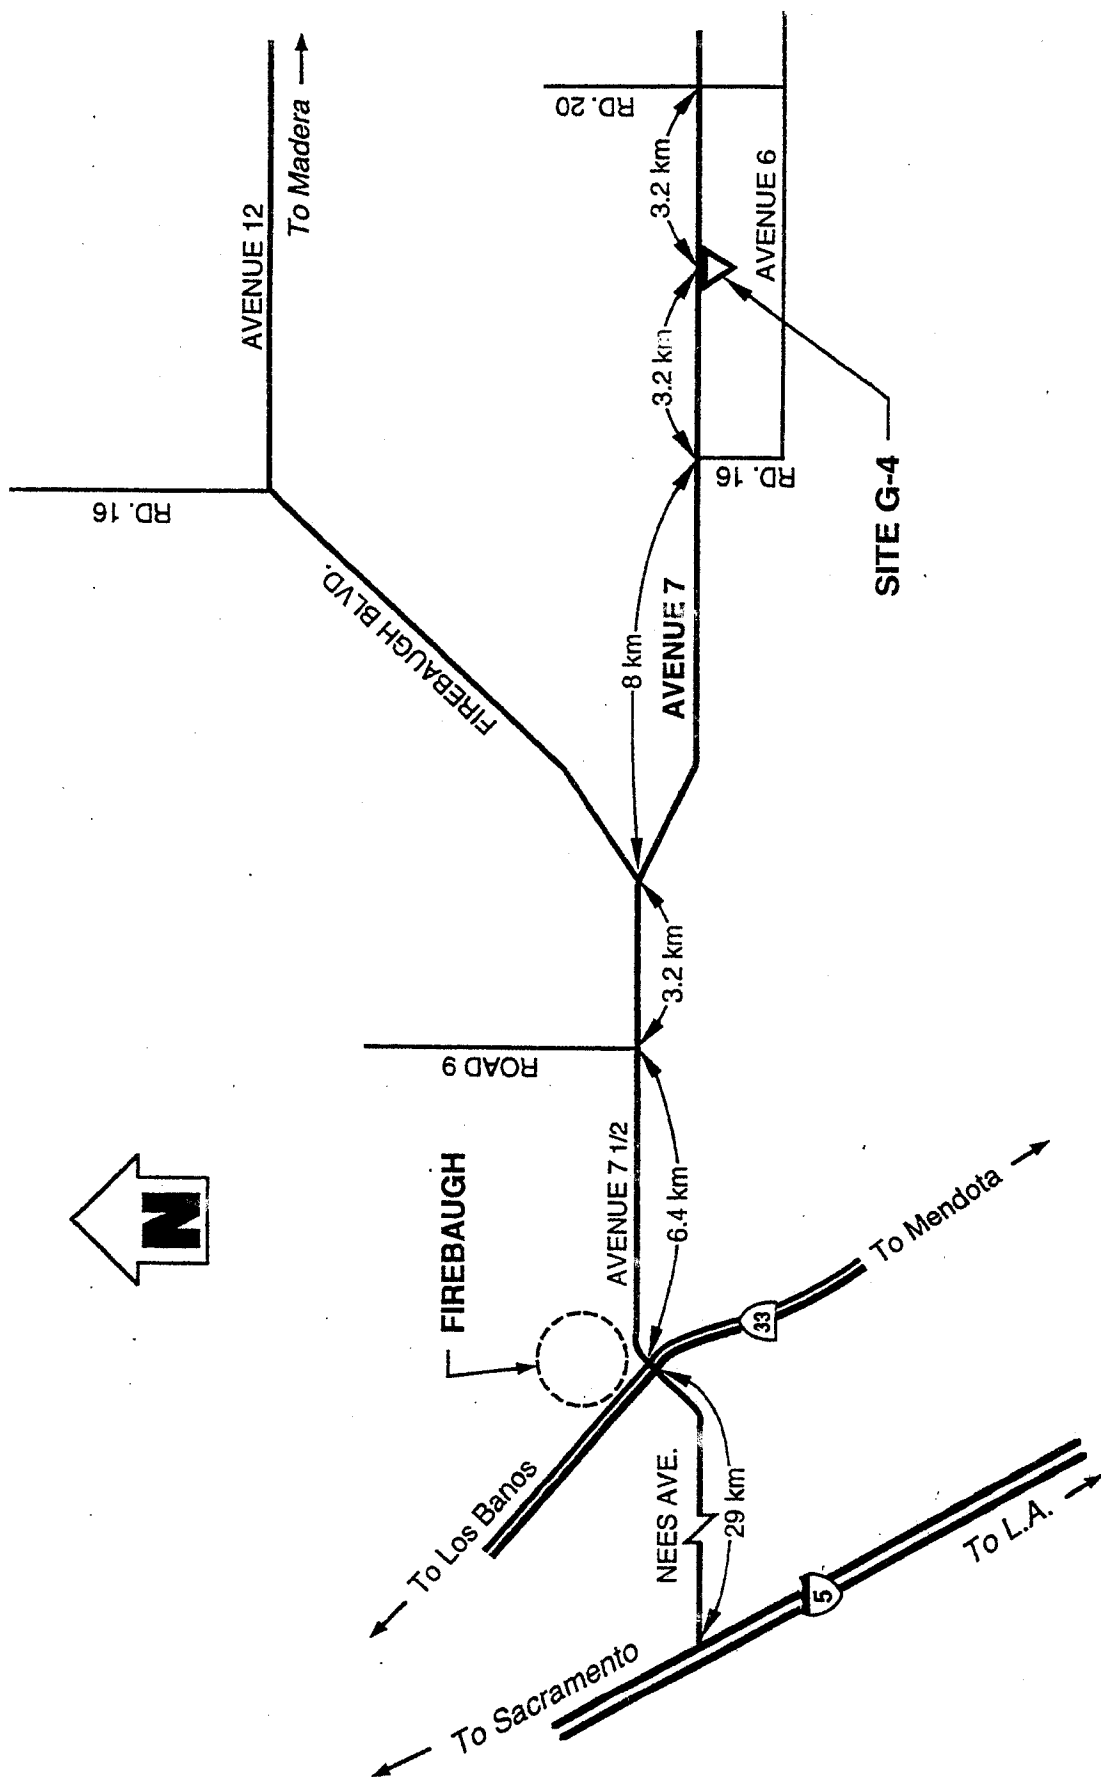 AVENUE 12
To Madera
RD. 20
3.2 km
AVENUE 6
3.2 km
RD. 16
RD. 16
FIREBAUGH BLVD.
SITE G-4
8 km
AVENUE 7
3.2 km
ROAD 9
AVENUE 7 1/2
6.4 km
N
FIREBAUGH
To Mendota
33
To Los Banos
NEES AVE.
29 km
To L.A.
5
To Sacramento